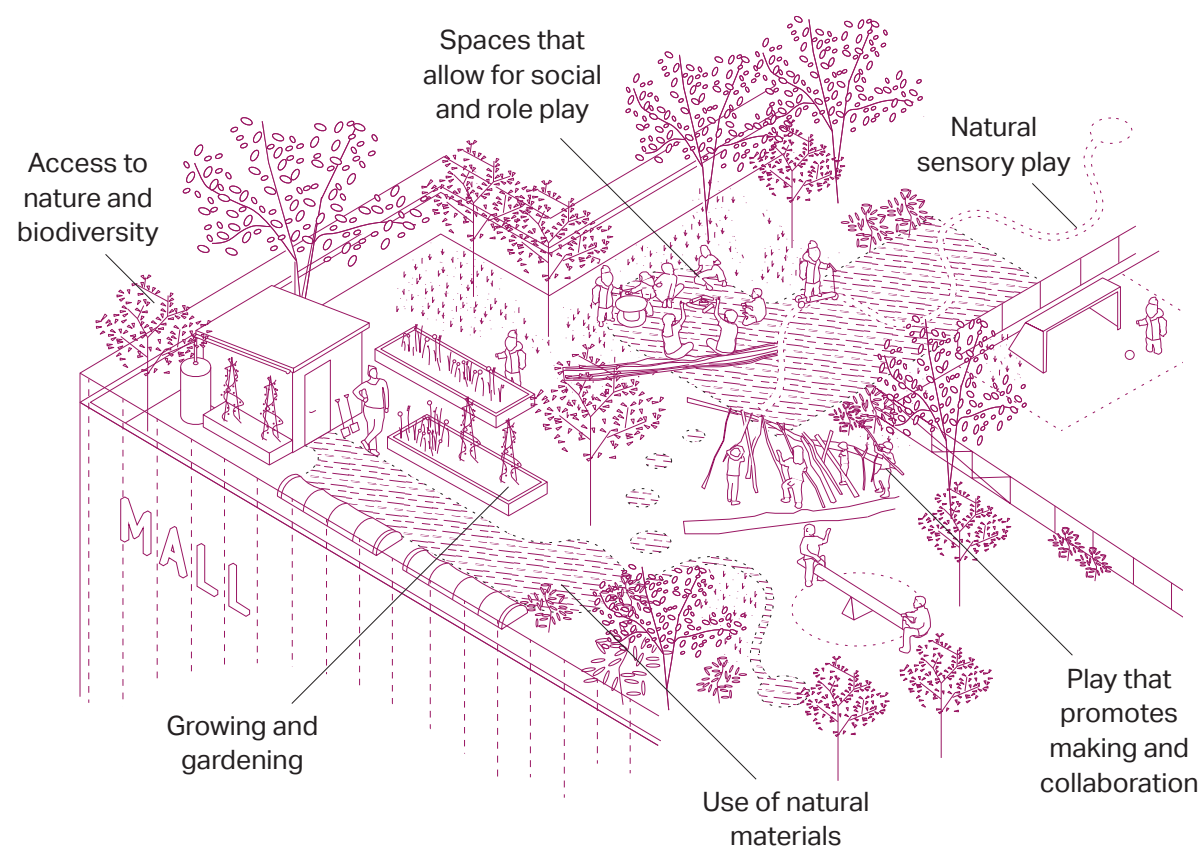 Spaces that
allow for social
and role play
Natural
sensory play
Access to
nature and
biodiversity
MALL
Growing and
gardening
Use of natural
materials
Play that
promotes
making and
collaboration